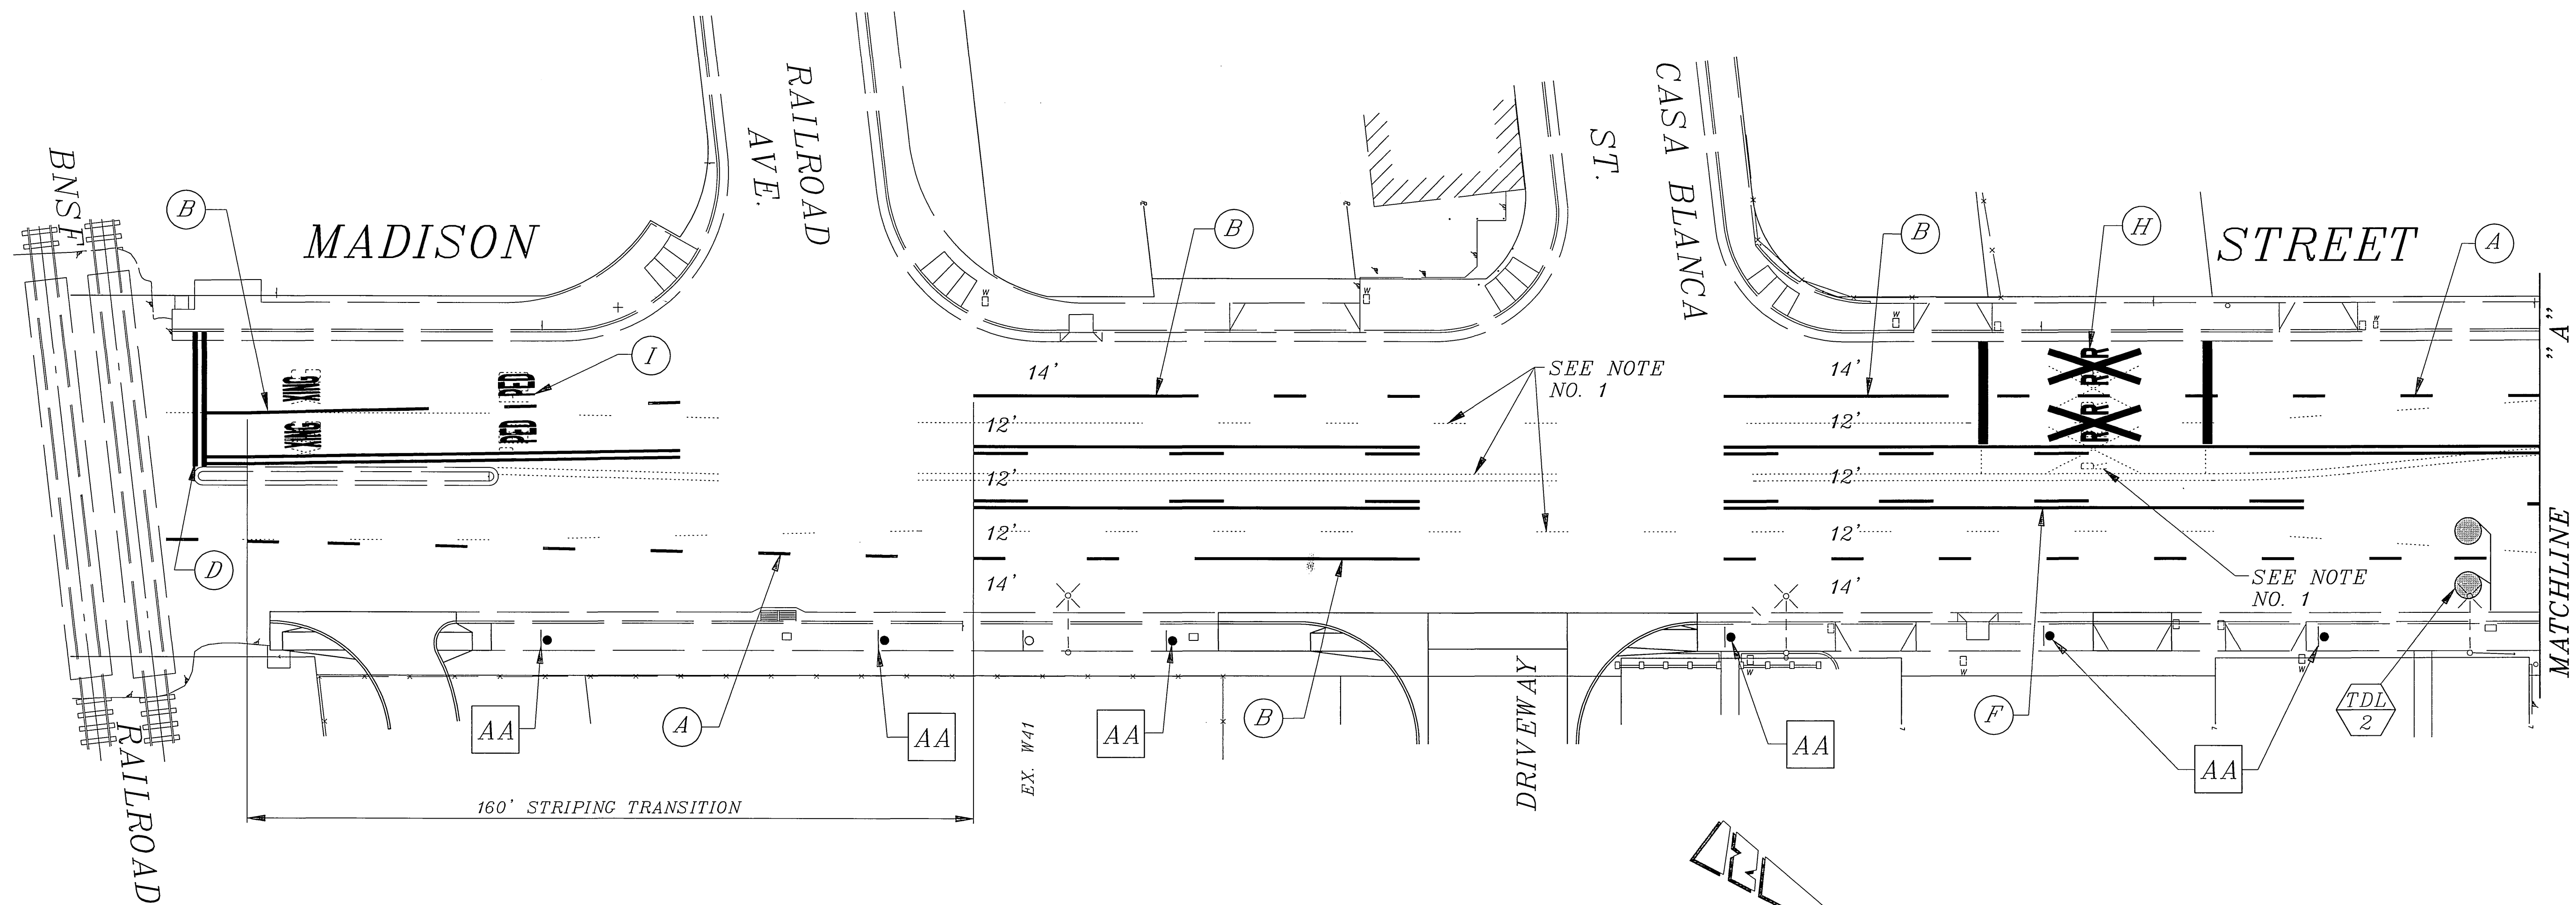 BNSF
RAILROAD
MADISON
STREET
RAILROAD
AVE.
CASA BLANCA
ST.
B
B
B
H
A
I
XING
XING
PED
PED
R R
R R
SEE NOTE
NO. 1
14'
12'
12'
12'
14'
14'
12'
12'
12'
14'
W
W
W
W
W
W
W
D
SEE NOTE
NO. 1
MATCHLINE "A"
AA
A
AA
EX. W41
AA
B
DRIVEWAY
AA
F
AA
TDL
2
160' STRIPING TRANSITION